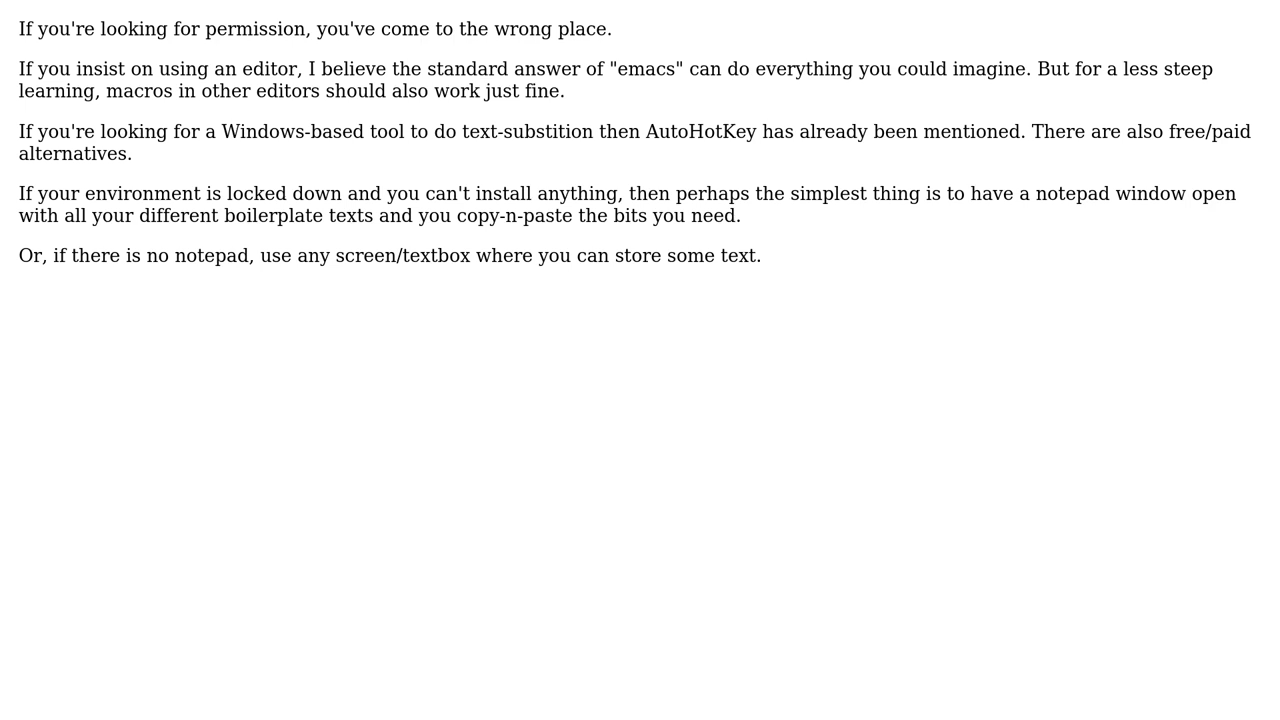 If you're looking for permission, you've come to the wrong place.
If you insist on using an editor, I believe the standard answer of "emacs" can do everything you could imagine. But for a less steep
learning, macros in other editors should also work just fine.
If you're looking for a Windows-based tool to do text-substition then AutoHotKey has already been mentioned. There are also free/paid
alternatives.
If your environment is locked down and you can't install anything, then perhaps the simplest thing is to have a notepad window open
with all your different boilerplate texts and you copy-n-paste the bits you need.
Or, if there is no notepad, use any screen/textbox where you can store some text.